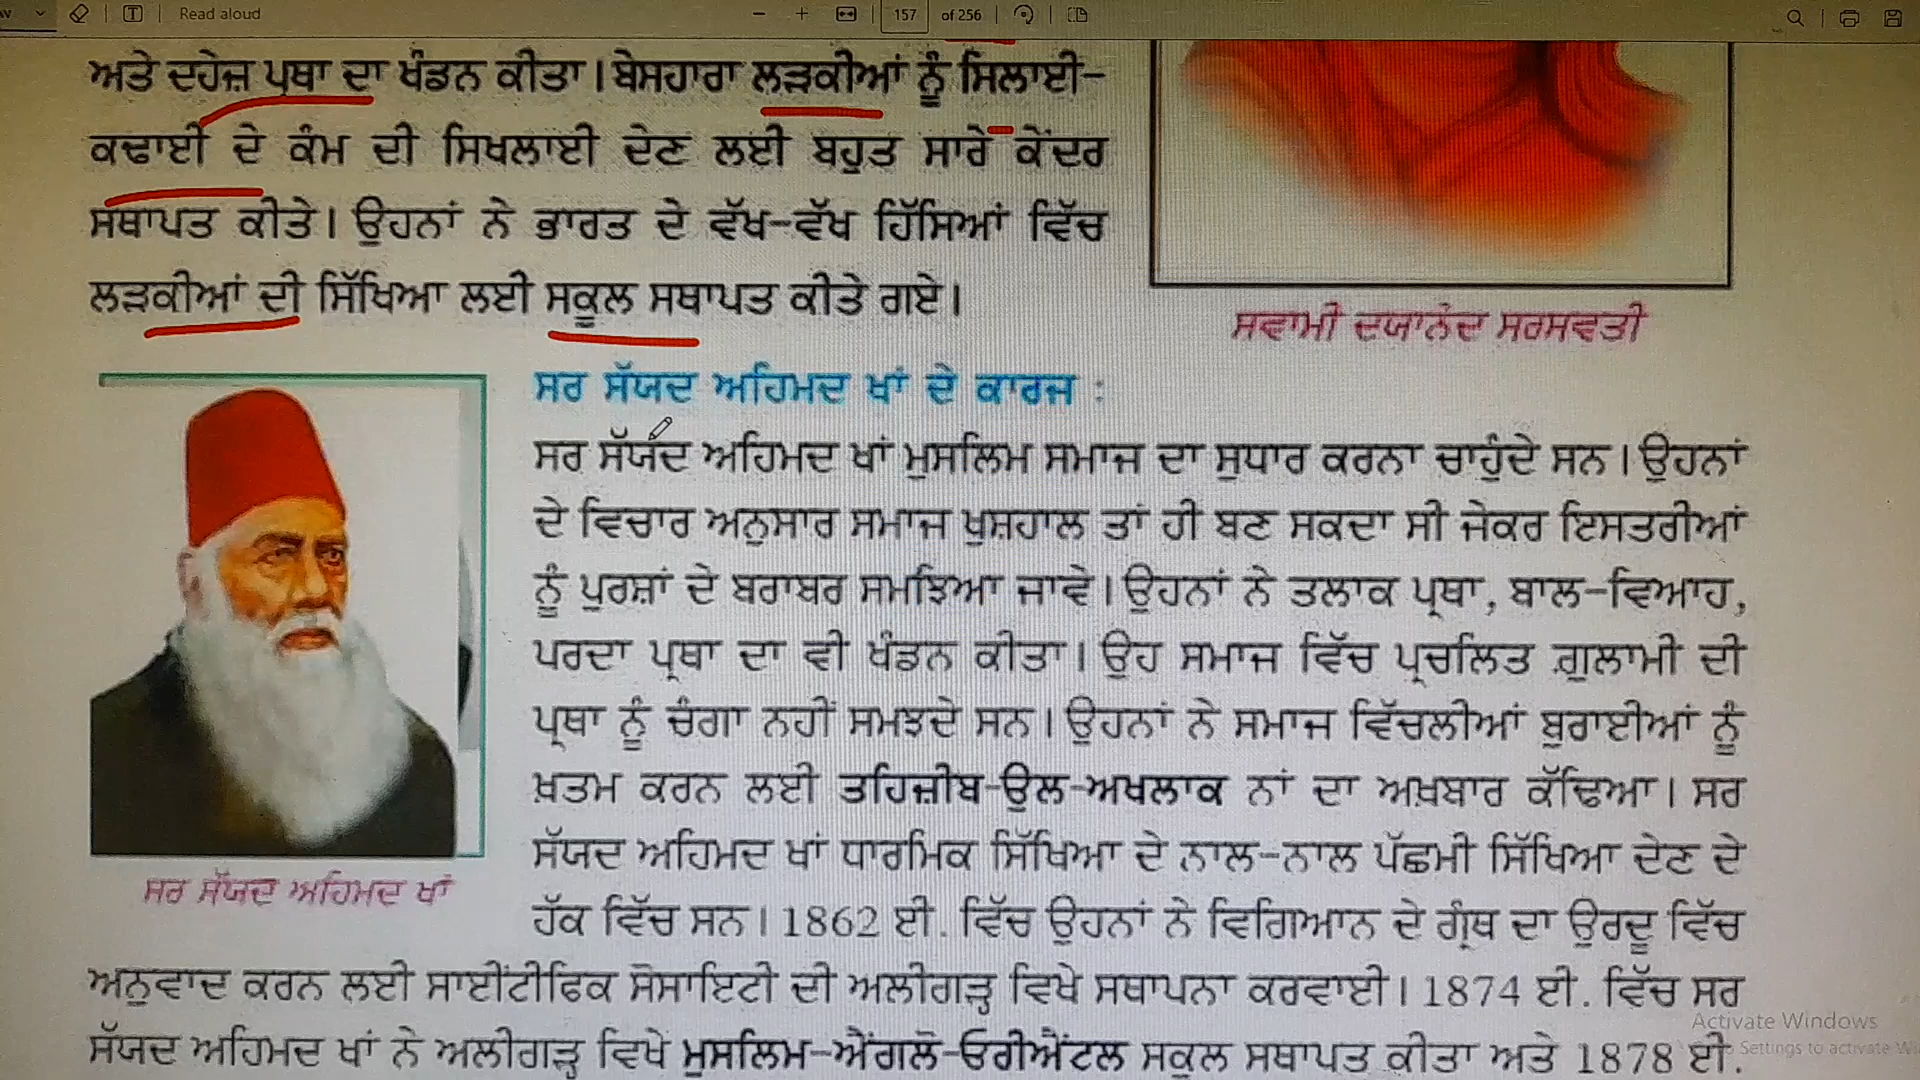 Read aloud
157 of 256
ਅਤੇ ਦਹੇਜ਼ ਪ੍ਰਥਾ ਦਾ ਖੰਡਨ ਕੀਤਾ। ਬੇਸਹਾਰਾ ਲੜਕੀਆਂ ਨੂੰ ਸਿਲਾਈ-
ਕਢਾਈ ਦੇ ਕੰਮ ਦੀ ਸਿਖਲਾਈ ਦੇਣ ਲਈ ਬਹੁਤ ਸਾਰੇ ਕੇਂਦਰ
ਸਥਾਪਤ ਕੀਤੇ। ਉਹਨਾਂ ਨੇ ਭਾਰਤ ਦੇ ਵੱਖ-ਵੱਖ ਹਿੱਸਿਆਂ ਵਿੱਚ
ਲੜਕੀਆਂ ਦੀ ਸਿੱਖਿਆ ਲਈ ਸਕੂਲ ਸਥਾਪਤ ਕੀਤੇ ਗਏ।
ਸਵਾਮੀ ਦਯਾਨੰਦ ਸਰਸਵਤੀ
ਸਰ ਸੱਯਦ ਅਹਿਮਦ ਖਾਂ ਦੇ ਕਾਰਜ :
ਸਰ ਸੱਯਦ ਅਹਿਮਦ ਖਾਂ ਮੁਸਲਿਮ ਸਮਾਜ ਦਾ ਸੁਧਾਰ ਕਰਨਾ ਚਾਹੁੰਦੇ ਸਨ। ਉਹਨਾਂ
ਦੇ ਵਿਚਾਰ ਅਨੁਸਾਰ ਸਮਾਜ ਖੁਸ਼ਹਾਲ ਤਾਂ ਹੀ ਬਣ ਸਕਦਾ ਸੀ ਜੇਕਰ ਇਸਤਰੀਆਂ
ਨੂੰ ਪੁਰਸ਼ਾਂ ਦੇ ਬਰਾਬਰ ਸਮਝਿਆ ਜਾਵੇ। ਉਹਨਾਂ ਨੇ ਤਲਾਕ ਪ੍ਰਥਾ, ਬਾਲ-ਵਿਆਹ,
ਪਰਦਾ ਪ੍ਰਥਾ ਦਾ ਵੀ ਖੰਡਨ ਕੀਤਾ। ਉਹ ਸਮਾਜ ਵਿੱਚ ਪ੍ਰਚਲਿਤ ਗ਼ੁਲਾਮੀ ਦੀ
ਪ੍ਰਥਾ ਨੂੰ ਚੰਗਾ ਨਹੀਂ ਸਮਝਦੇ ਸਨ। ਉਹਨਾਂ ਨੇ ਸਮਾਜ ਵਿੱਚਲੀਆਂ ਬੁਰਾਈਆਂ ਨੂੰ
ਖ਼ਤਮ ਕਰਨ ਲਈ ਤਹਿਜ਼ੀਬ-ਉਲ-ਅਖਲਾਕ ਨਾਂ ਦਾ ਅਖ਼ਬਾਰ ਕੱਢਿਆ। ਸਰ
ਸੱਯਦ ਅਹਿਮਦ ਖਾਂ ਧਾਰਮਿਕ ਸਿੱਖਿਆ ਦੇ ਨਾਲ-ਨਾਲ ਪੱਛਮੀ ਸਿੱਖਿਆ ਦੇਣ ਦੇ
ਸਰ ਸੱਯਦ ਅਹਿਮਦ ਖਾਂ
ਹੱਕ ਵਿੱਚ ਸਨ। 1862 ਈ. ਵਿੱਚ ਉਹਨਾਂ ਨੇ ਵਿਗਿਆਨ ਦੇ ਗ੍ਰੰਥ ਦਾ ਉਰਦੂ ਵਿੱਚ
ਅਨੁਵਾਦ ਕਰਨ ਲਈ ਸਾਈਂਟੀਫਿਕ ਸੋਸਾਇਟੀ ਦੀ ਅਲੀਗੜ੍ਹ ਵਿਖੇ ਸਥਾਪਨਾ ਕਰਵਾਈ। 1874 ਈ. ਵਿੱਚ ਸਰ
ਸੱਯਦ ਅਹਿਮਦ ਖਾਂ ਨੇ ਅਲੀਗੜ੍ਹ ਵਿਖੇ ਮੁਸਲਿਮ-ਐਂਗਲੋ-ਓਰੀਐਂਟਲ ਸਕੂਲ ਸਥਾਪਤ ਕੀਤਾ ਅਤੇ 1878 ਈ.
Activate Windows
Settings to activate